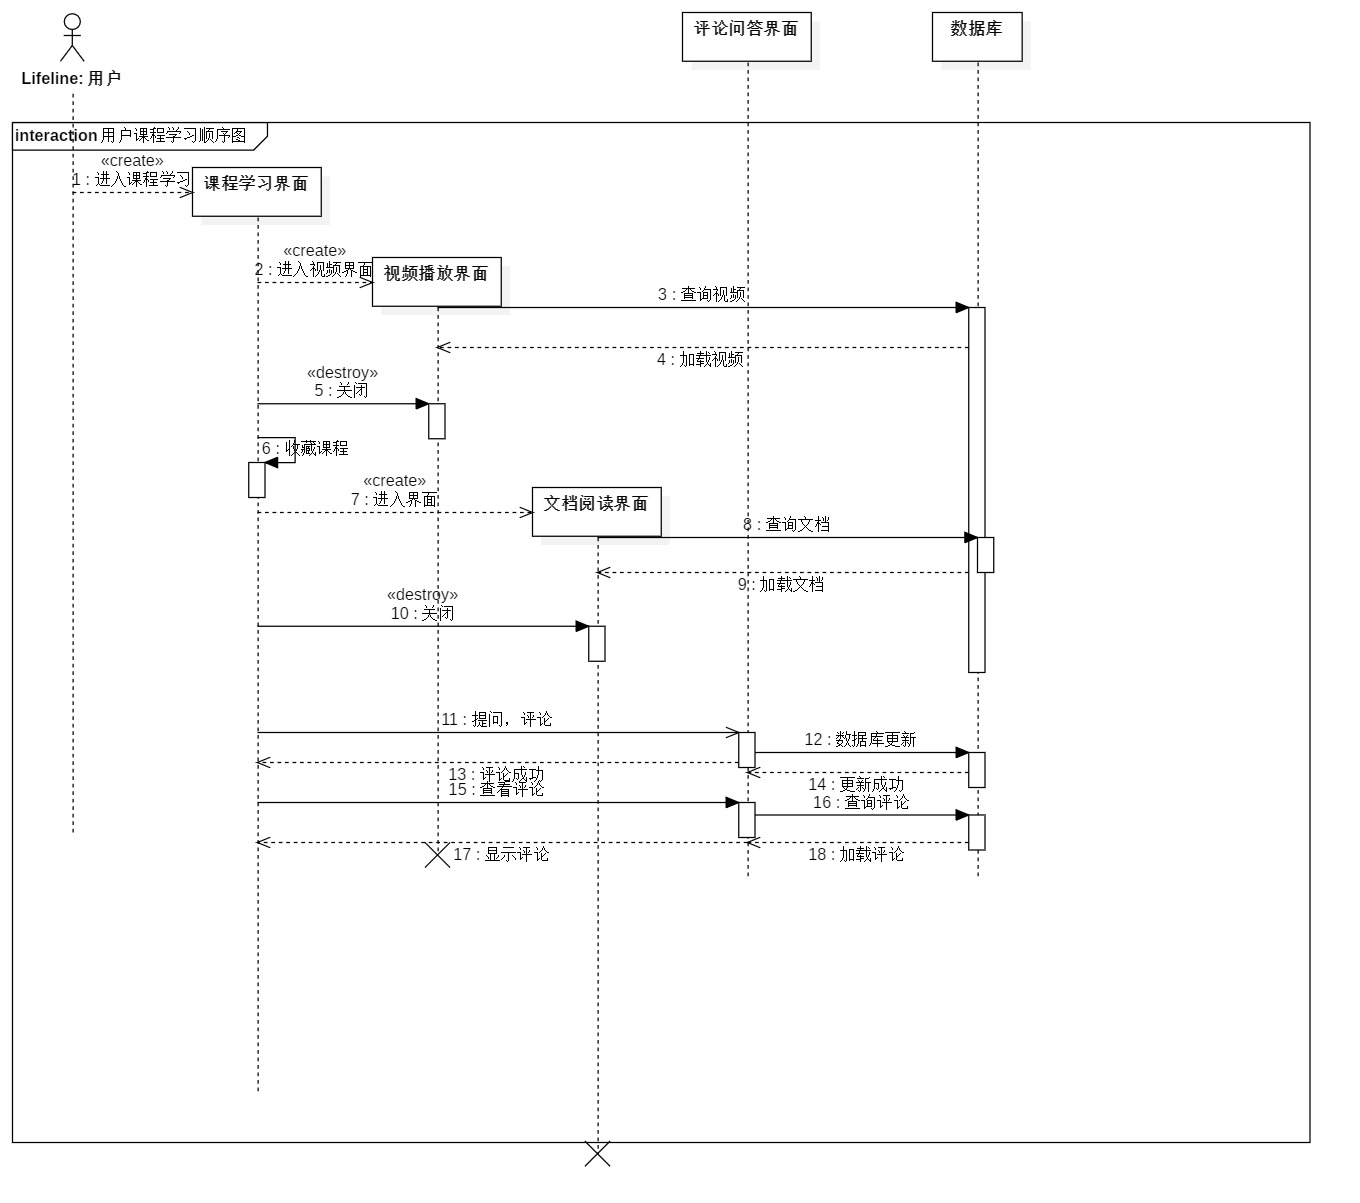 评论问答界面
数据库
Lifeline: 用户
interaction 用户课程学习顺序图
«create»
1 : 进入课程学习
课程学习界面
«create»
2 : 进入视频界面
视频播放界面
3 : 查询视频
4 : 加载视频
«destroy»
5 : 关闭
6 : 收藏课程
«create»
7 : 进入界面
文档阅读界面
8 : 查询文档
9 : 加载文档
«destroy»
10 : 关闭
11 : 提问，评论
12 : 数据库更新
13 : 评论成功
14 : 更新成功
15 : 查看评论
16 : 查询评论
17 : 显示评论
18 : 加载评论